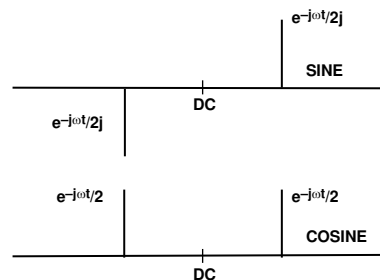 e–jωt/2j
SINE
DC
e–jωt/2j
e–jωt/2
e–jωt/2
COSINE
DC